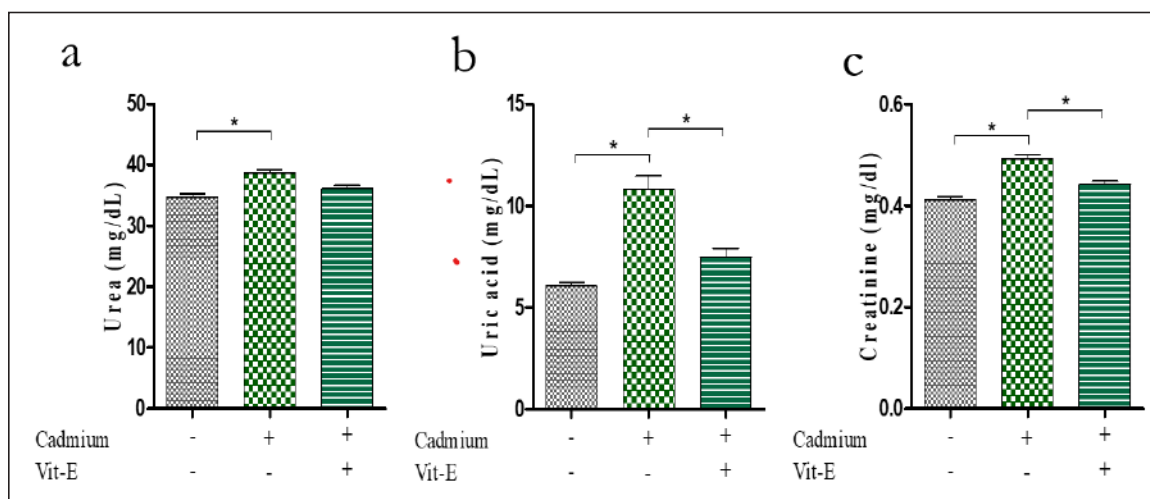 a
b
c
Urea (mg/dL)
50
40
30
20
10
0
*
Uric acid (mg/dL)
15
10
5
0
*
*
Creatinine (mg/dl)
0.6
0.4
0.2
0.0
*
*
Cadmium - + +
Vit-E - - +
Cadmium - + +
Vit-E - - +
Cadmium - + +
Vit-E - - +